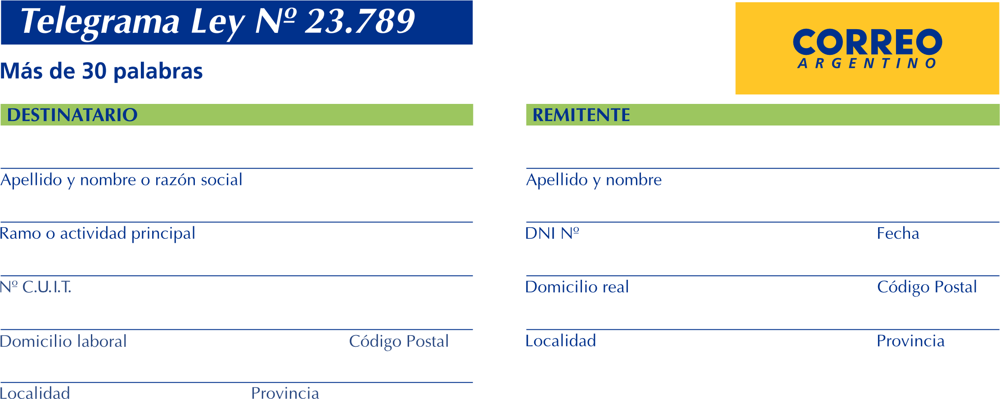 Telegrama Ley Nº 23.789
CORREO
ARGENTINO
Más de 30 palabras
DESTINATARIO
Apellido y nombre o razón social
Ramo o actividad principal
Nº C.U.I.T.
Domicilio laboral Código Postal
Localidad Provincia
REMITENTE
Apellido y nombre
DNI Nº Fecha
Domicilio real Código Postal
Localidad Provincia